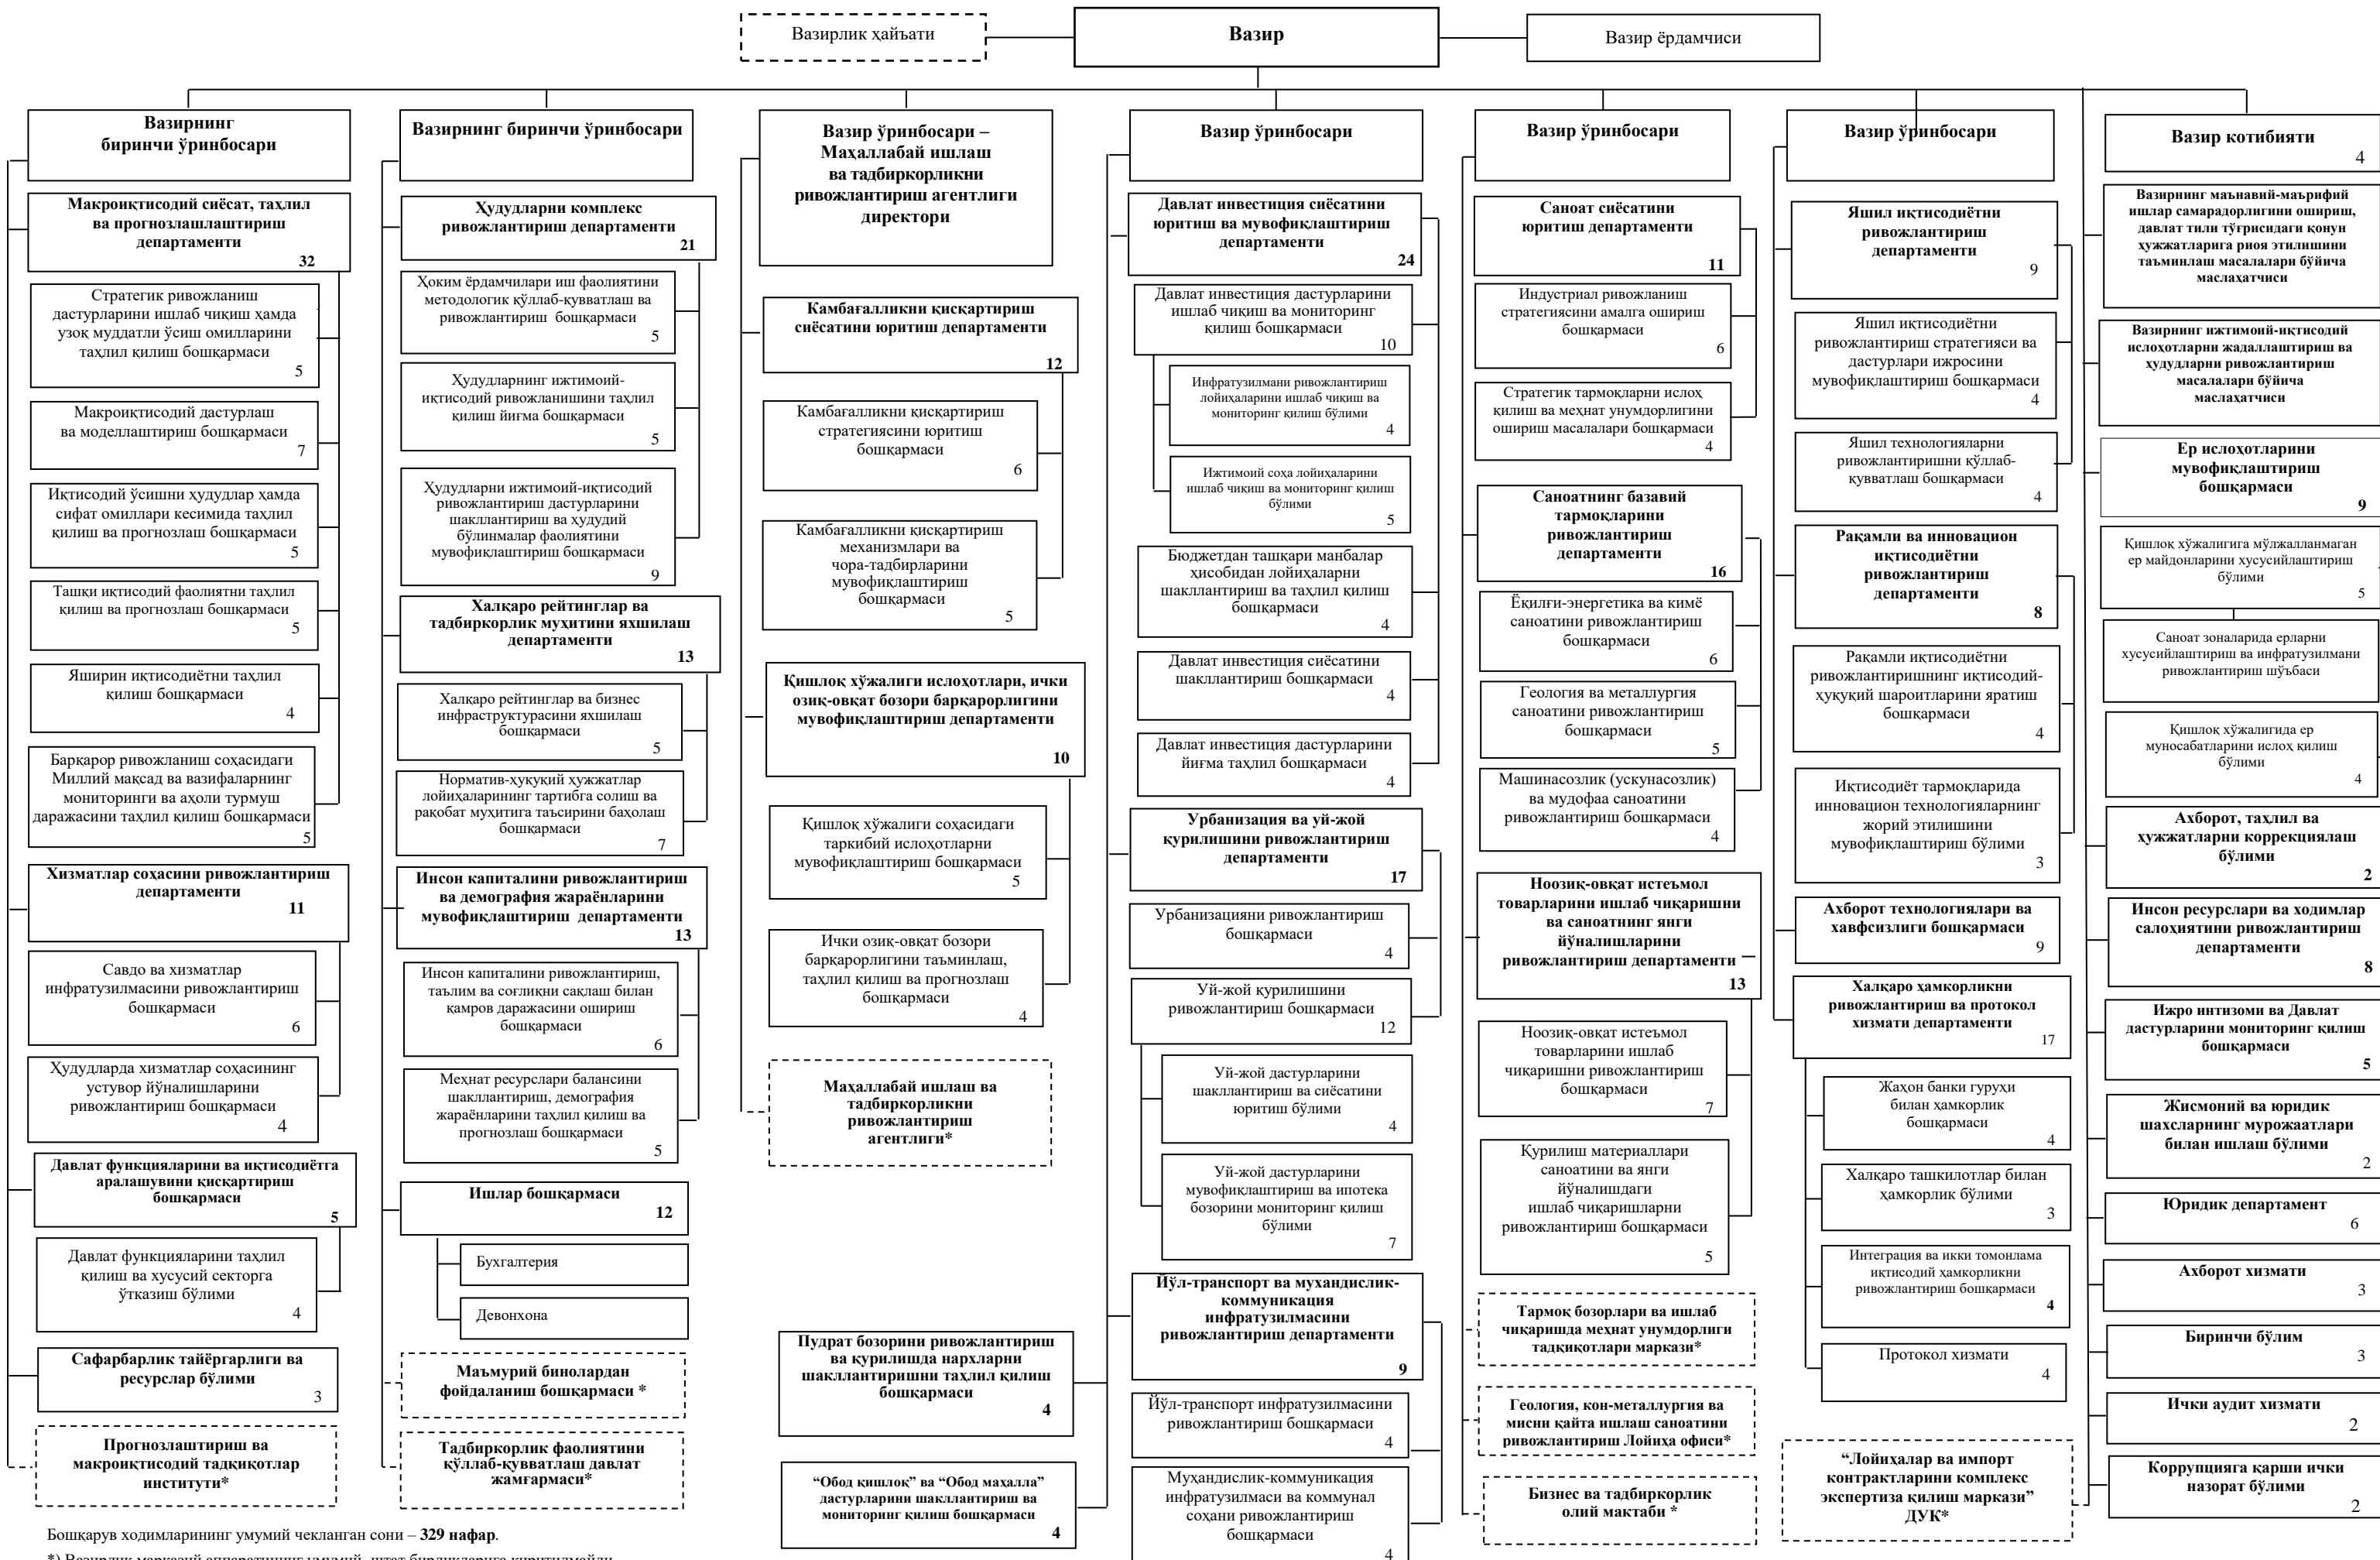 Вазирлик ҳайъати
Вазир
Вазир ёрдамчиси
Вазирнинг
биринчи ўринбосари
Макроиқтисодий сиёсат, таҳлил
ва прогнозлашлаштириш
департаменти
32
Стратегик ривожланиш
дастурларини ишлаб чиқиш ҳамда
узоқ муддатли ўсиш омилларини
таҳлил қилиш бошқармаси
5
Макроиқтисодий дастурлаш
ва моделлаштириш бошқармаси
7
Иқтисодий ўсишни ҳудудлар ҳамда
сифат омиллари кесимида таҳлил
қилиш ва прогнозлаш бошқармаси
5
Ташқи иқтисодий фаолиятни таҳлил
қилиш ва прогнозлаш бошқармаси
5
Яширин иқтисодиётни таҳлил
қилиш бошқармаси
4
Барқарор ривожланиш соҳасидаги
Миллий мақсад ва вазифаларнинг
мониторинги ва аҳоли турмуш
даражасини таҳлил қилиш бошқармаси
5
Хизматлар соҳасини ривожлантириш
департаменти
11
Савдо ва хизматлар
инфратузилмасини ривожлантириш
бошқармаси
6
Ҳудудларда хизматлар соҳасининг
устувор йўналишларини
ривожлантириш бошқармаси
4
Давлат функцияларини ва иқтисодиётга
аралашувини қисқартириш
бошқармаси
5
Давлат функцияларини таҳлил
қилиш ва хусусий секторга
ўтказиш бўлими
4
Сафарбарлик тайёргарлиги ва
ресурслар бўлими
3
Прогнозлаштириш ва
макроиқтисодий тадқиқотлар
институти*
Вазирнинг биринчи ўринбосари
Ҳудудларни комплекс
ривожлантириш департаменти
21
Ҳоким ёрдамчилари иш фаолиятини
методологик қўллаб-қувватлаш ва
ривожлантириш бошқармаси
5
Ҳудудларнинг ижтимоий-
иқтисодий ривожланишини таҳлил
қилиш йиғма бошқармаси
5
Ҳудудларни ижтимоий-иқтисодий
ривожлантириш дастурларини
шакллантириш ва ҳудудий
бўлинмалар фаолиятини
мувофиқлаштириш бошқармаси
9
Халқаро рейтинглар ва
тадбиркорлик муҳитини яхшилаш
департаменти
13
Халқаро рейтинглар ва бизнес
инфраструктурасини яхшилаш
бошқармаси
5
Норматив-ҳуқуқий ҳужжатлар
лойиҳаларининг тартибга солиш ва
рақобат муҳитига таъсирини баҳолаш
бошқармаси
7
Инсон капиталини ривожлантириш
ва демография жараёнларини
мувофиқлаштириш департаменти
13
Инсон капиталини ривожлантириш,
таълим ва соғлиқни сақлаш билан
қамров даражасини ошириш
бошқармаси
6
Меҳнат ресурслари балансини
шакллантириш, демография
жараёнларини таҳлил қилиш ва
прогнозлаш бошқармаси
5
Ишлар бошқармаси
12
Бухгалтерия
Девонхона
Маъмурий бинолардан
фойдаланиш бошқармаси *
Тадбиркорлик фаолиятини
қўллаб-қувватлаш давлат
жамғармаси*
Вазир ўринбосари –
Маҳаллабай ишлаш
ва тадбиркорликни
ривожлантириш агентлиги
директори
Камбағалликни қисқартириш
сиёсатини юритиш департаменти
12
Камбағалликни қисқартириш
стратегиясини юритиш
бошқармаси
6
Камбағалликни қисқартириш
механизмлари ва
чора-тадбирларини
мувофиқлаштириш
бошқармаси
5
Қишлоқ хўжалиги ислоҳотлари, ички
озиқ-овқат бозори барқарорлигини
мувофиқлаштириш департаменти
10
Қишлоқ хўжалиги соҳасидаги
таркибий ислоҳотларни
мувофиқлаштириш бошқармаси
5
Ички озиқ-овқат бозори
барқарорлигини таъминлаш,
таҳлил қилиш ва прогнозлаш
бошқармаси
4
Маҳаллабай ишлаш ва
тадбиркорликни
ривожлантириш
агентлиги*
Пудрат бозорини ривожлантириш
ва қурилишда нархларни
шакллантиришни таҳлил қилиш
бошқармаси
4
“Обод қишлоқ” ва “Обод маҳалла”
дастурларини шакллантириш ва
мониторинг қилиш бошқармаси
4
Вазир ўринбосари
Давлат инвестиция сиёсатини
юритиш ва мувофиқлаштириш
департаменти
24
Давлат инвестиция дастурларини
ишлаб чиқиш ва мониторинг
қилиш бошқармаси
10
Инфратузилмани ривожлантириш
лойиҳаларини ишлаб чиқиш ва
мониторинг қилиш бўлими
4
Ижтимоий соҳа лойиҳаларини
ишлаб чиқиш ва мониторинг қилиш
бўлими
5
Бюджетдан ташқари манбалар
ҳисобидан лойиҳаларни
шакллантириш ва таҳлил қилиш
бошқармаси
4
Давлат инвестиция сиёсатини
шакллантириш бошқармаси
4
Давлат инвестиция дастурларини
йиғма таҳлил бошқармаси
4
Урбанизация ва уй-жой
қурилишини ривожлантириш
департаменти
17
Урбанизацияни ривожлантириш
бошқармаси
4
Уй-жой қурилишини
ривожлантириш бошқармаси
12
Уй-жой дастурларини
шакллантириш ва сиёсатини
юритиш бўлими
4
Уй-жой дастурларини
мувофиқлаштириш ва ипотека
бозорини мониторинг қилиш
бўлими
7
Йўл-транспорт ва мухандислик-
коммуникация
инфратузилмасини
ривожлантириш департаменти
9
Йўл-транспорт инфратузилмасини
ривожлантириш бошқармаси
4
Муҳандислик-коммуникация
инфратузилмаси ва коммунал
соҳани ривожлантириш
бошқармаси
4
Вазир ўринбосари
Саноат сиёсатини
юритиш департаменти
11
Индустриал ривожланиш
стратегиясини амалга ошириш
бошқармаси
6
Стратегик тармоқларни ислоҳ
қилиш ва меҳнат унумдорлигини
ошириш масалалари бошқармаси
4
Саноатнинг базавий
тармоқларини
ривожлантириш
департаменти
16
Ёқилғи-энергетика ва кимё
саноатини ривожлантириш
бошқармаси
6
Геология ва металлургия
саноатини ривожлантириш
бошқармаси
5
Машинасозлик (ускунасозлик)
ва мудофаа саноатини
ривожлантириш бошқармаси
4
Ноозиқ-овқат истеъмол
товарларини ишлаб чиқаришни
ва саноатнинг янги
йўналишларини
ривожлантириш департаменти
13
Ноозиқ-овқат истеъмол
товарларини ишлаб
чиқаришни ривожлантириш
бошқармаси
7
Қурилиш материаллари
саноатини ва янги
йўналишдаги
ишлаб чиқаришларни
ривожлантириш бошқармаси
5
Тармоқ бозорлари ва ишлаб
чиқаришда меҳнат унумдорлиги
тадқиқотлари маркази*
Геология, кон-металлургия ва
мисни қайта ишлаш саноатини
ривожлантириш Лойиҳа офиси*
Бизнес ва тадбиркорлик
олий мактаби *
Вазир ўринбосари
Яшил иқтисодиётни
ривожлантириш
департаменти
9
Яшил иқтисодиётни
ривожлантириш стратегияси ва
дастурлари ижросини
мувофиқлаштириш бошқармаси
4
Яшил технологияларни
ривожлантиришни қўллаб-
қувватлаш бошқармаси
4
Рақамли ва инновацион
иқтисодиётни
ривожлантириш
департаменти
8
Рақамли иқтисодиётни
ривожлантиришнинг иқтисодий-
ҳуқуқий шароитларини яратиш
бошқармаси
4
Иқтисодиёт тармоқларида
инновацион технологияларнинг
жорий этилишини
мувофиқлаштириш бўлими
3
Ахборот технологиялари ва
хавфсизлиги бошқармаси
9
Халқаро ҳамкорликни
ривожлантириш ва протокол
хизмати департаменти
17
Жаҳон банки гуруҳи
билан ҳамкорлик
бошқармаси
4
Халқаро ташкилотлар билан
ҳамкорлик бўлими
3
Интеграция ва икки томонлама
иқтисодий ҳамкорликни
ривожлантириш бошқармаси
4
Протокол хизмати
4
“Лойиҳалар ва импорт
контрактларини комплекс
экспертиза қилиш маркази”
ДУК*
Вазир котибияти
4
Вазирнинг маънавий-маърифий
ишлар самарадорлигини ошириш,
давлат тили тўғрисидаги қонун
ҳужжатларига риоя этилишини
таъминлаш масалалари бўйича
маслаҳатчиси
Вазирнинг ижтимоий-иқтисодий
ислоҳотларни жадаллаштириш ва
ҳудудларни ривожлантириш
масалалари бўйича
маслаҳатчиси
Ер ислоҳотларини
мувофиқлаштириш
бошқармаси
9
Қишлоқ хўжалигига мўлжалланмаган
ер майдонларини хусусийлаштириш
бўлими
5
Саноат зоналарида ерларни
хусусийлаштириш ва инфратузилмани
ривожлантириш шўъбаси
Қишлоқ хўжалигида ер
муносабатларини ислоҳ қилиш
бўлими
4
Ахборот, таҳлил ва
ҳужжатларни коррекциялаш
бўлими
2
Инсон ресурслари ва ходимлар
салоҳиятини ривожлантириш
департаменти
8
Ижро интизоми ва Давлат
дастурларини мониторинг қилиш
бошқармаси
5
Жисмоний ва юридик
шахсларнинг мурожаатлари
билан ишлаш бўлими
2
Юридик департамент
6
Ахборот хизмати
3
Биринчи бўлим
3
Ички аудит хизмати
2
Коррупцияга қарши ички
назорат бўлими
2
Бошқарув ходимларининг умумий чекланган сони – 329 нафар.